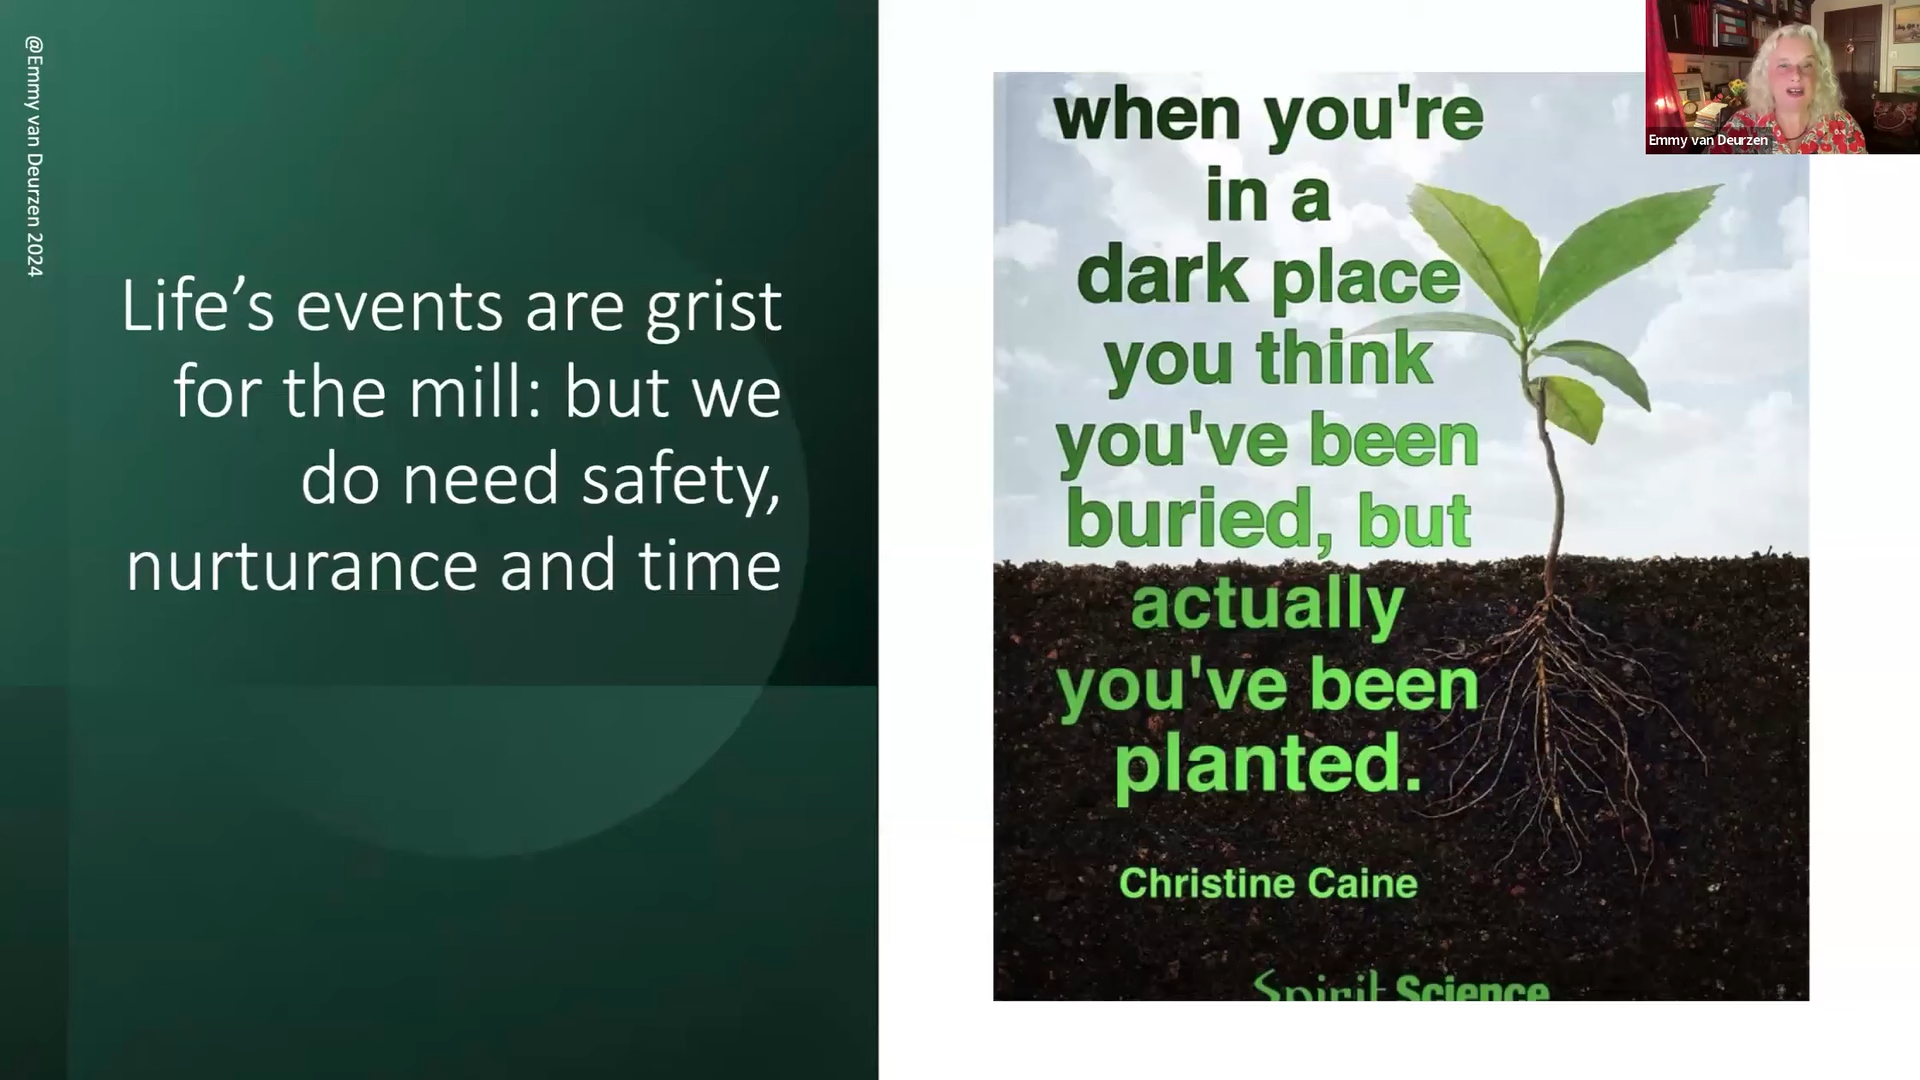 @Emmy van Deurzen 2024
Life’s events are grist
for the mill: but we
do need safety,
nurturance and time
when you're
in a
dark place
you think
you've been
buried, but
actually
you've been
planted.
Christine Caine
Spirit Science
Emmy van Deurzen